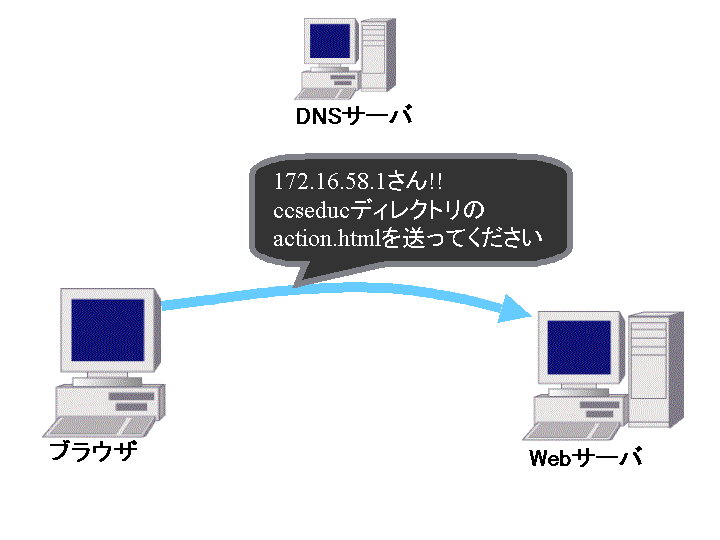 DNSサーバ
172.16.58.1さん!!
ccseducディレクトリの
action.htmlを送ってください
ブラウザ
Webサーバ